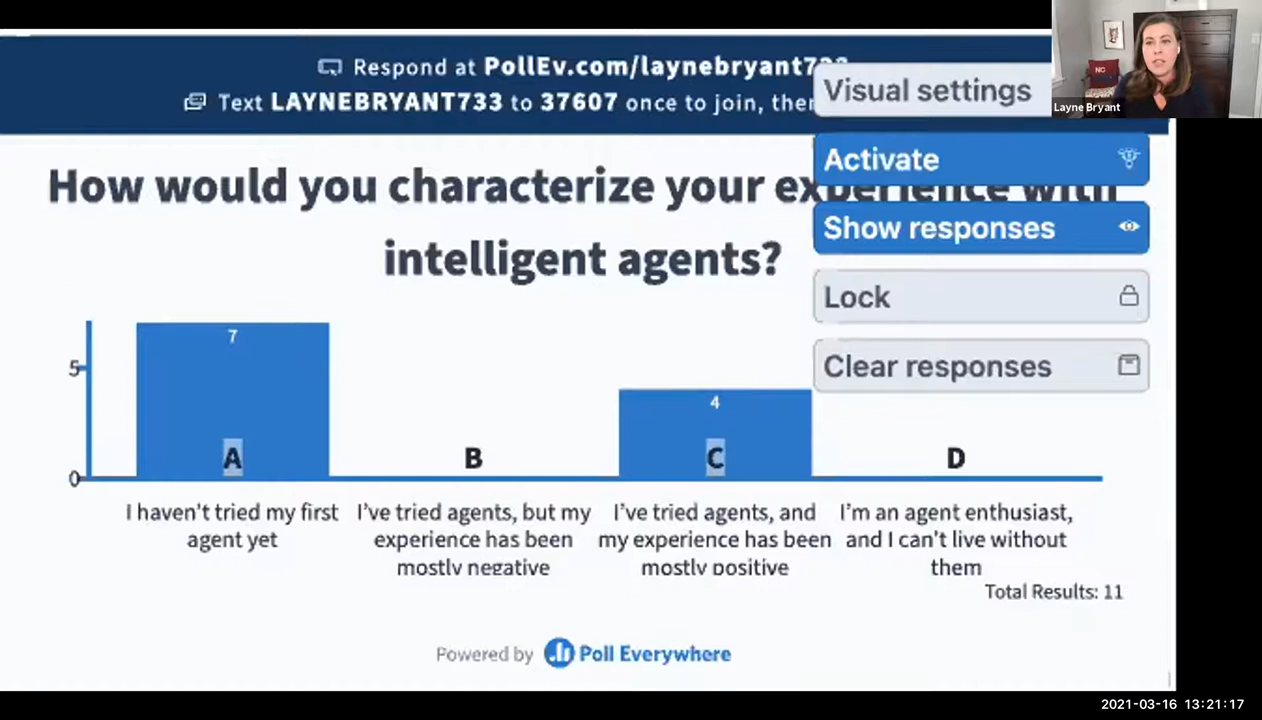 Respond at PollEv.com/laynebryant7
Text LAYNEBRYANT733 to 37607 once to join, then
Visual settings
Layne Bryant
NC
Activate
How would you characterize your experience with
Show responses
intelligent agents?
Lock
Clear responses
7
5
4
A
B
C
D
0
I haven't tried my first
agent yet
I've tried agents, but my
experience has been
mostly negative
I've tried agents, and
my experience has been
mostly positive
I'm an agent enthusiast,
and I can't live without
them
Total Results: 11
Powered by Poll Everywhere
2021-03-16 13:21:17